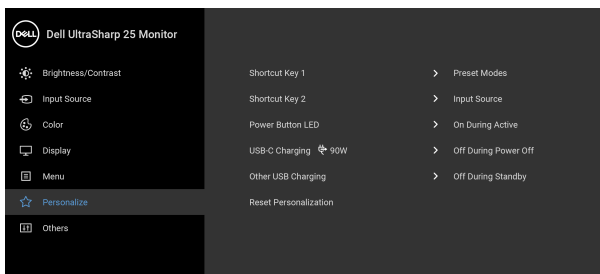 DELL Dell UltraSharp 25 Monitor
Brightness/Contrast
Input Source
Color
Display
Menu
Personalize
Others
Shortcut Key 1 > Preset Modes
Shortcut Key 2 > Input Source
Power Button LED > On During Active
USB-C Charging 90W > Off During Power Off
Other USB Charging > Off During Standby
Reset Personalization